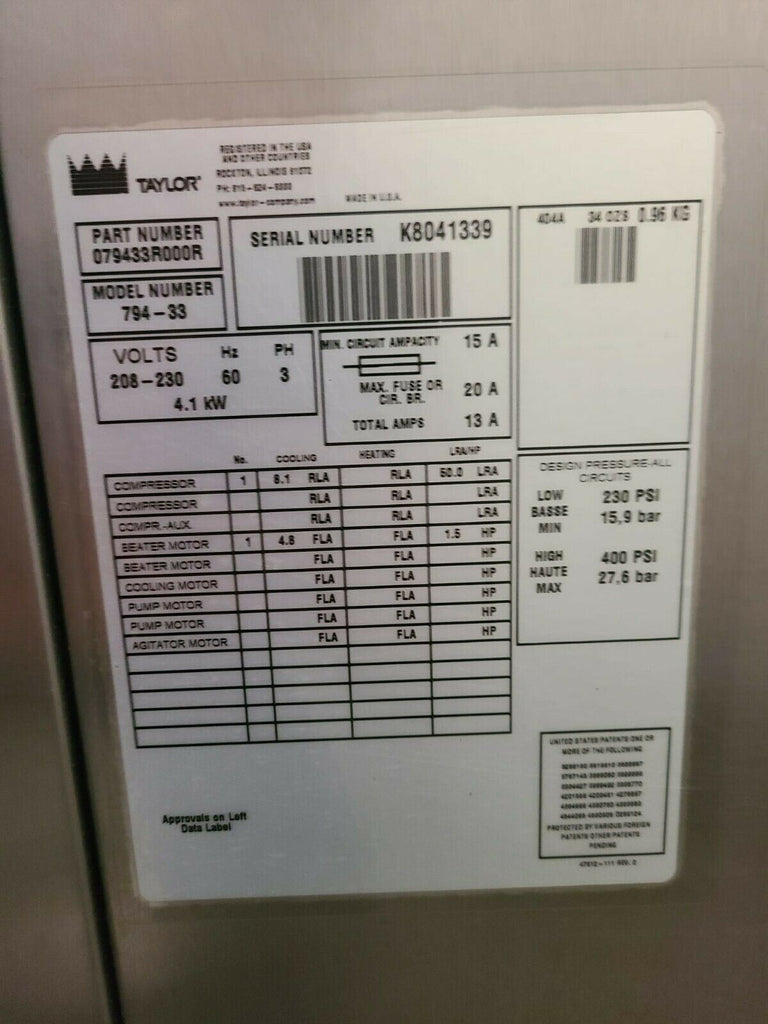 TAYLOR
REGISTERED IN THE USA
AND OTHER COUNTRIES
ROCKTON, ILLINOIS 61072
www.taylor-company.com
MADE IN U.S.A.
PART NUMBER
079433R000R
SERIAL NUMBER K8041339
404A 34 OZS 0.96 KG
MODEL NUMBER
794-33
VOLTS Hz PH
208-230 60 3
4.1 kW
MIN. CIRCUIT AMPACITY 15 A
MAX. FUSE OR
CIR. BR. 20 A
TOTAL AMPS 13 A
No. COOLING HEATING LRA/HP
COMPRESSOR 1 RLA RLA LRA
COMPRESSOR RLA RLA LRA
COMPR.-AUX. RLA RLA LRA
BEATER MOTOR 1 FLA FLA 1.5 HP
BEATER MOTOR FLA FLA HP
COOLING MOTOR FLA FLA HP
PUMP MOTOR FLA FLA HP
PUMP MOTOR FLA FLA HP
AGITATOR MOTOR FLA FLA HP
DESIGN PRESSURE-ALL
CIRCUITS
LOW 230 PSI
BASSE 15,9 bar
MIN
HIGH 400 PSI
HAUTE 27,6 bar
MAX
Approvals on Left
Data Label
UNITED STATES PATENTS ONE OR
MORE OF THE FOLLOWING
PROTECTED BY VARIOUS FOREIGN
PATENTS OTHER PATENTS
PENDING